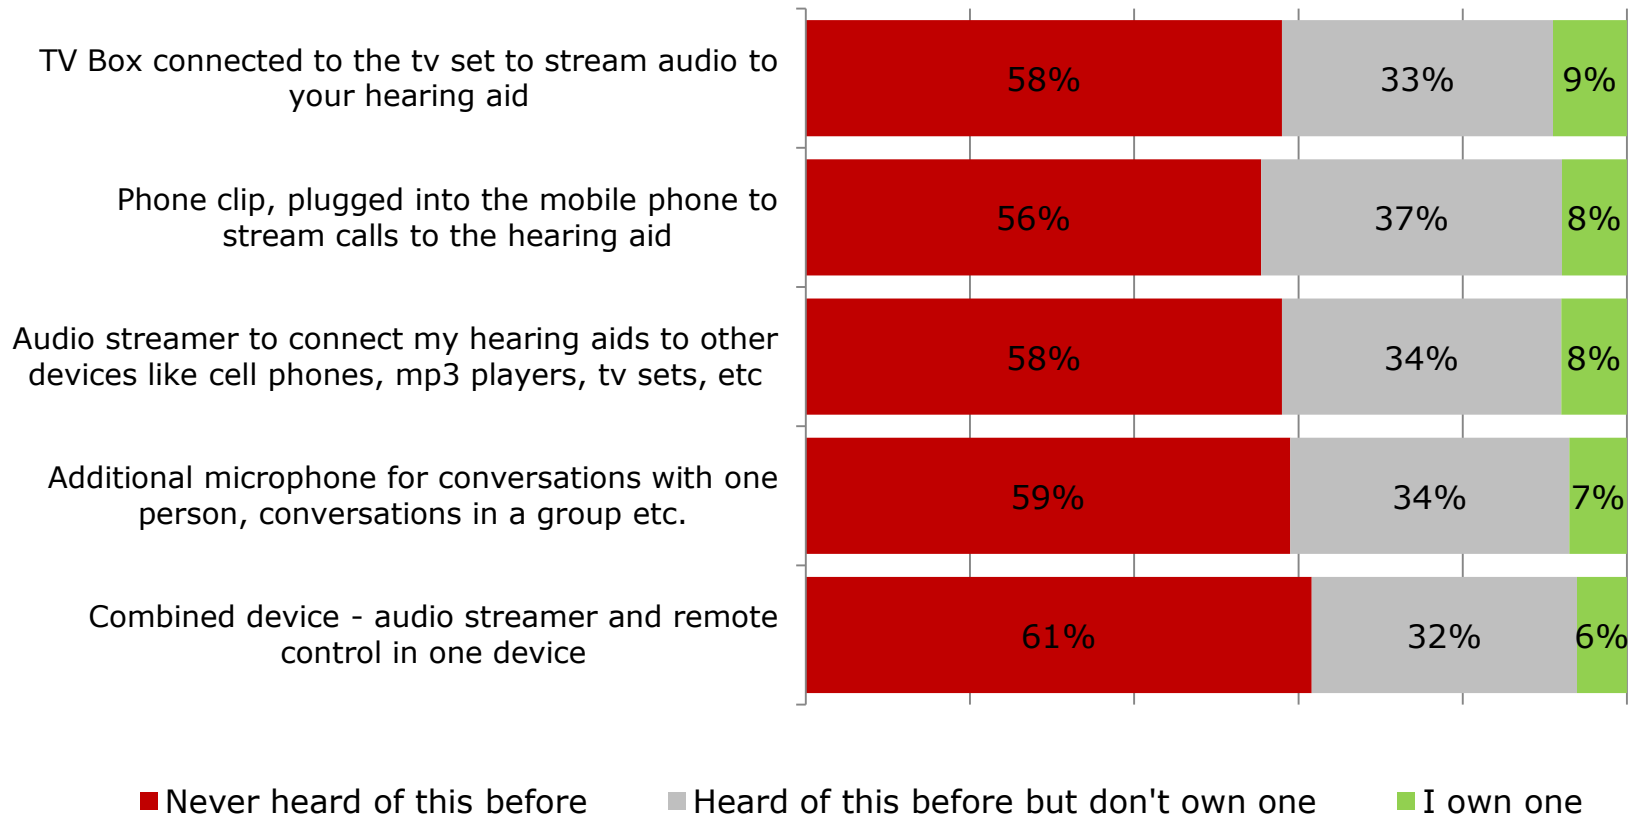 TV Box connected to the tv set to stream audio to
your hearing aid
58%
33%
9%
Phone clip, plugged into the mobile phone to
stream calls to the hearing aid
56%
37%
8%
Audio streamer to connect my hearing aids to other
devices like cell phones, mp3 players, tv sets, etc
58%
34%
8%
Additional microphone for conversations with one
person, conversations in a group etc.
59%
34%
7%
Combined device - audio streamer and remote
control in one device
61%
32%
6%
Never heard of this before
Heard of this before but don't own one
I own one